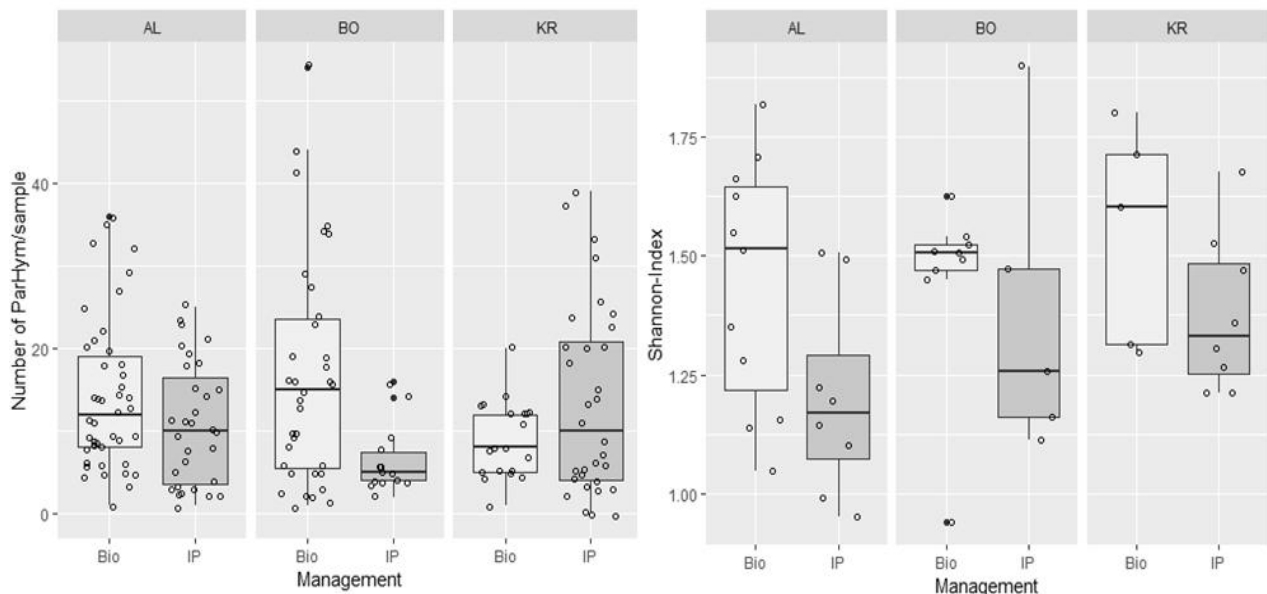 AL BO KR
Number of ParHym/sample
40
20
0
Bio IP Bio IP Bio IP
Management
AL BO KR
Shannon-Index
1.75
1.50
1.25
1.00
Bio IP Bio IP Bio IP
Management